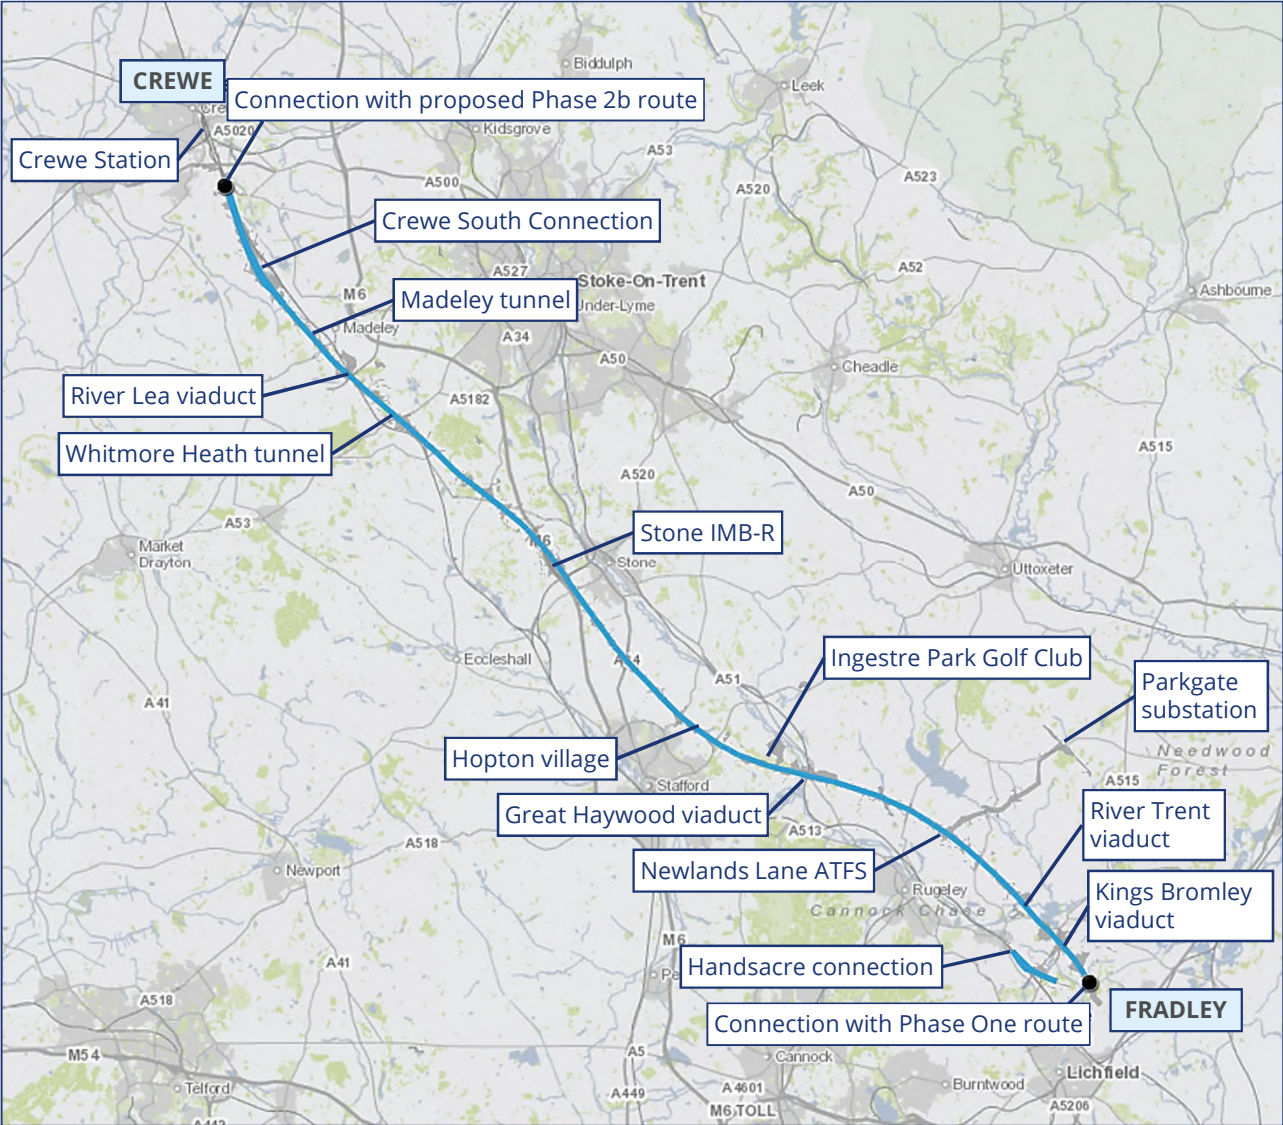 Biddulph
CREWE
Leek
Connection with proposed Phase 2b route
Cre
A5020
Kidsgrove
Crewe Station
A53
A500
A520
A523
Crewe South Connection
A527
A52
Stoke-On-Trent
Madeley tunnel
M6
Under-Lyme
Ashbourne
Madeley
A34
A50
Cheadle
River Lea viaduct
A5182
Whitmore Heath tunnel
A515
A520
A50
A53
Stone IMB-R
M6
Market
Drayton
Stone
Uttoxeter
Eccleshall
A34
Ingestre Park Golf Club
A51
Parkgate
substation
A41
Hopton village
Needwood
Forest
Stafford
A515
Great Haywood viaduct
River Trent
viaduct
A513
A518
Newlands Lane ATFS
Newport
Rugeley
Kings Bromley
viaduct
Cannock Chase
M6
A41
Handsacre connection
Pe
A518
Connection with Phase One route
FRADLEY
M54
A5
Cannock
Lichfield
Telford
A449
A4601
Burntwood
M6 TOLL
A5206
A442